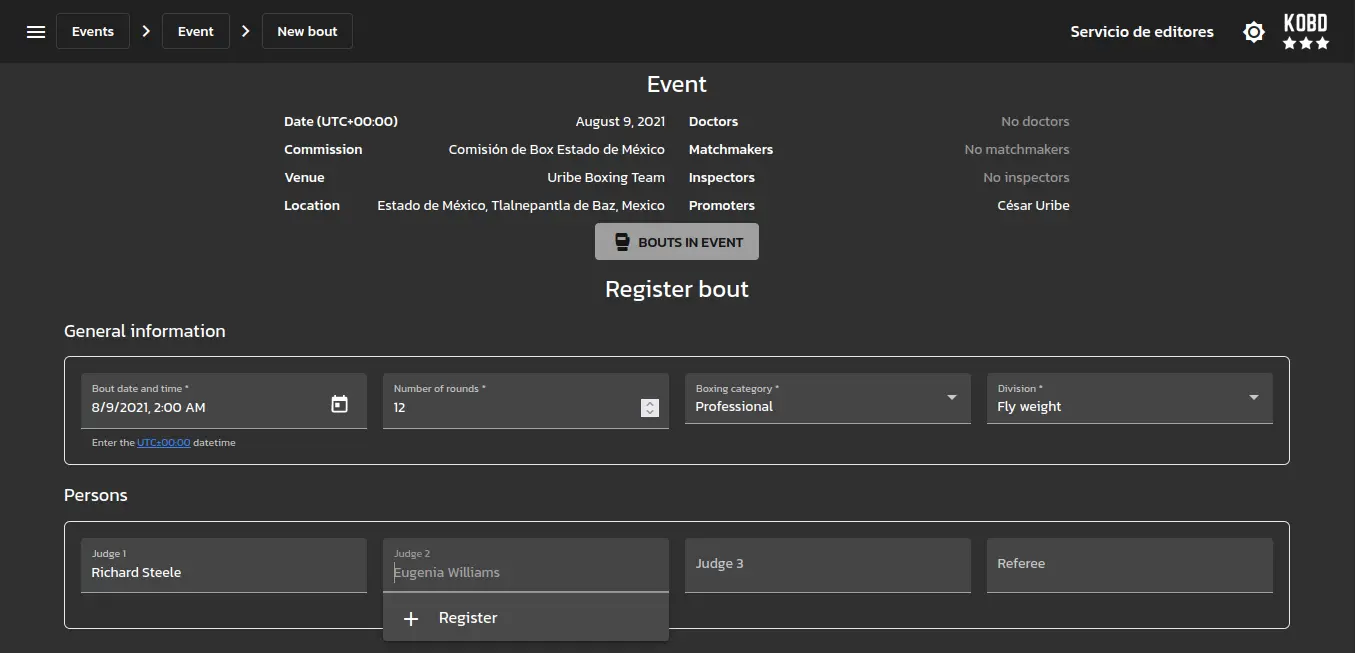 Events
Event
New bout
Servicio de editores
KOBD
Event
Date (UTC+00:00) August 9, 2021 Doctors No doctors
Commission Comisión de Box Estado de México Matchmakers No matchmakers
Venue Uribe Boxing Team Inspectors No inspectors
Location Estado de México, Tlalnepantla de Baz, Mexico Promoters César Uribe
BOUTS IN EVENT
Register bout
General information
Bout date and time *
8/9/2021, 2:00 AM
Enter the UTC±00:00 datetime
Number of rounds *
12
Boxing category *
Professional
Division *
Fly weight
Persons
Judge 1
Richard Steele
Judge 2
Eugenia Williams
Register
Judge 3
Referee